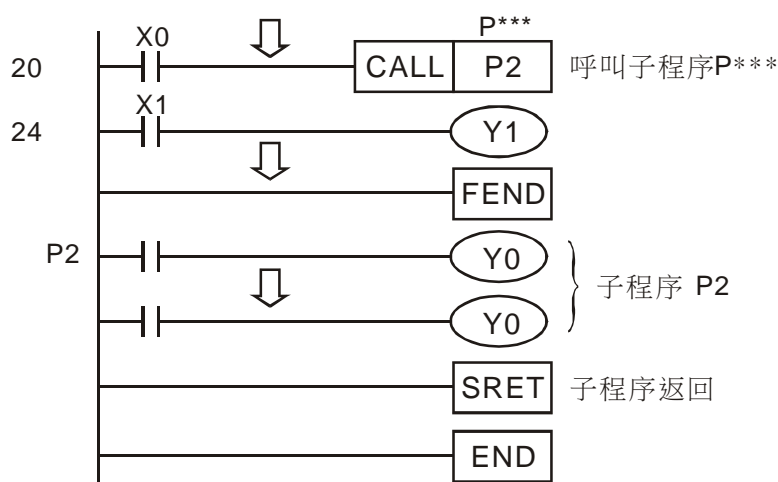 P***
X0
20 CALL P2 呼叫子程序P***
X1
24 Y1
FEND
P2 Y0
子程序 P2
Y0
SRET 子程序返回
END